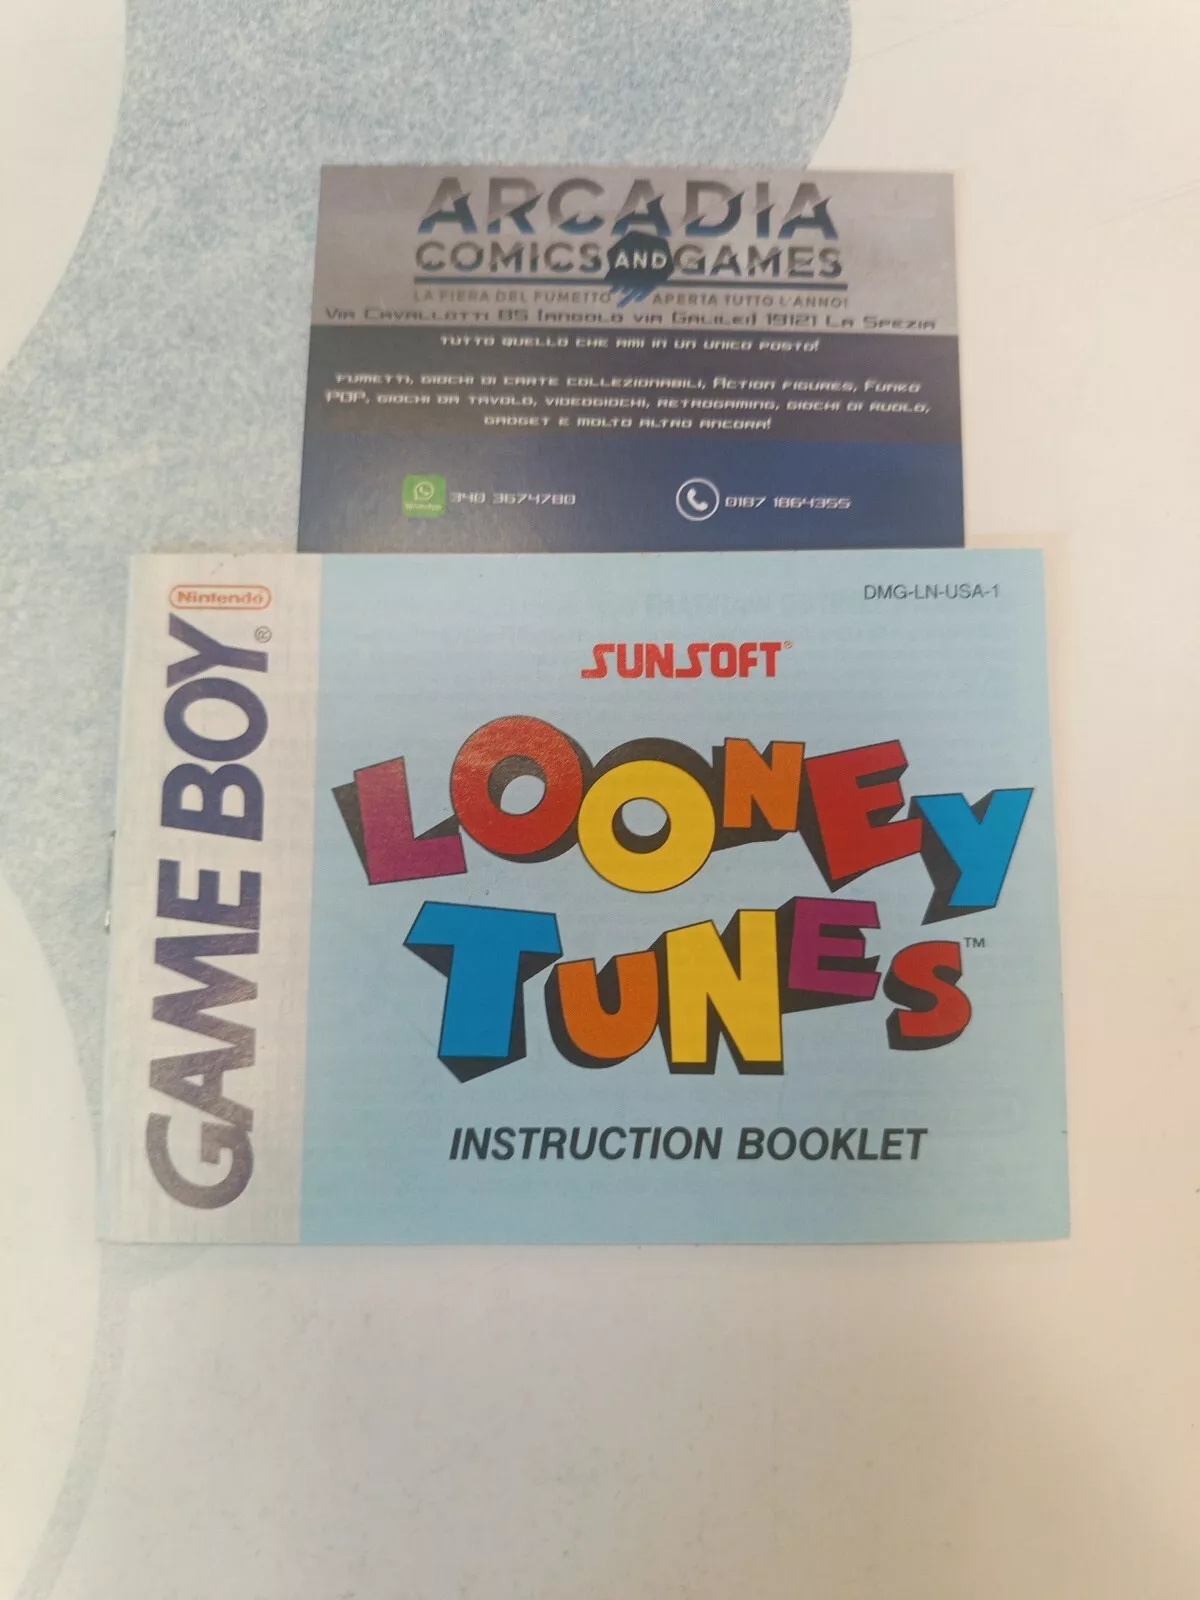 ARCADIA
COMICS AND GAMES
LA FIERA DEL FUMETTO APERTA TUTTO L'ANNO!
Via Cavallotti 85 (angolo via Galilei) 19121 La Spezia
tutto quello che ami in un unico posto!
fumetti, giochi di carte collezionabili, Action figures, Funko
POP, giochi da tavolo, videogiochi, retrogaming, giochi di ruolo,
gadget e molto altro ancora!
WhatsApp 340 3674780
0187 1864355
Nintendo
GAME BOY®
DMG-LN-USA-1
SUNSOFT®
LOONEY
TUNES™
INSTRUCTION BOOKLET